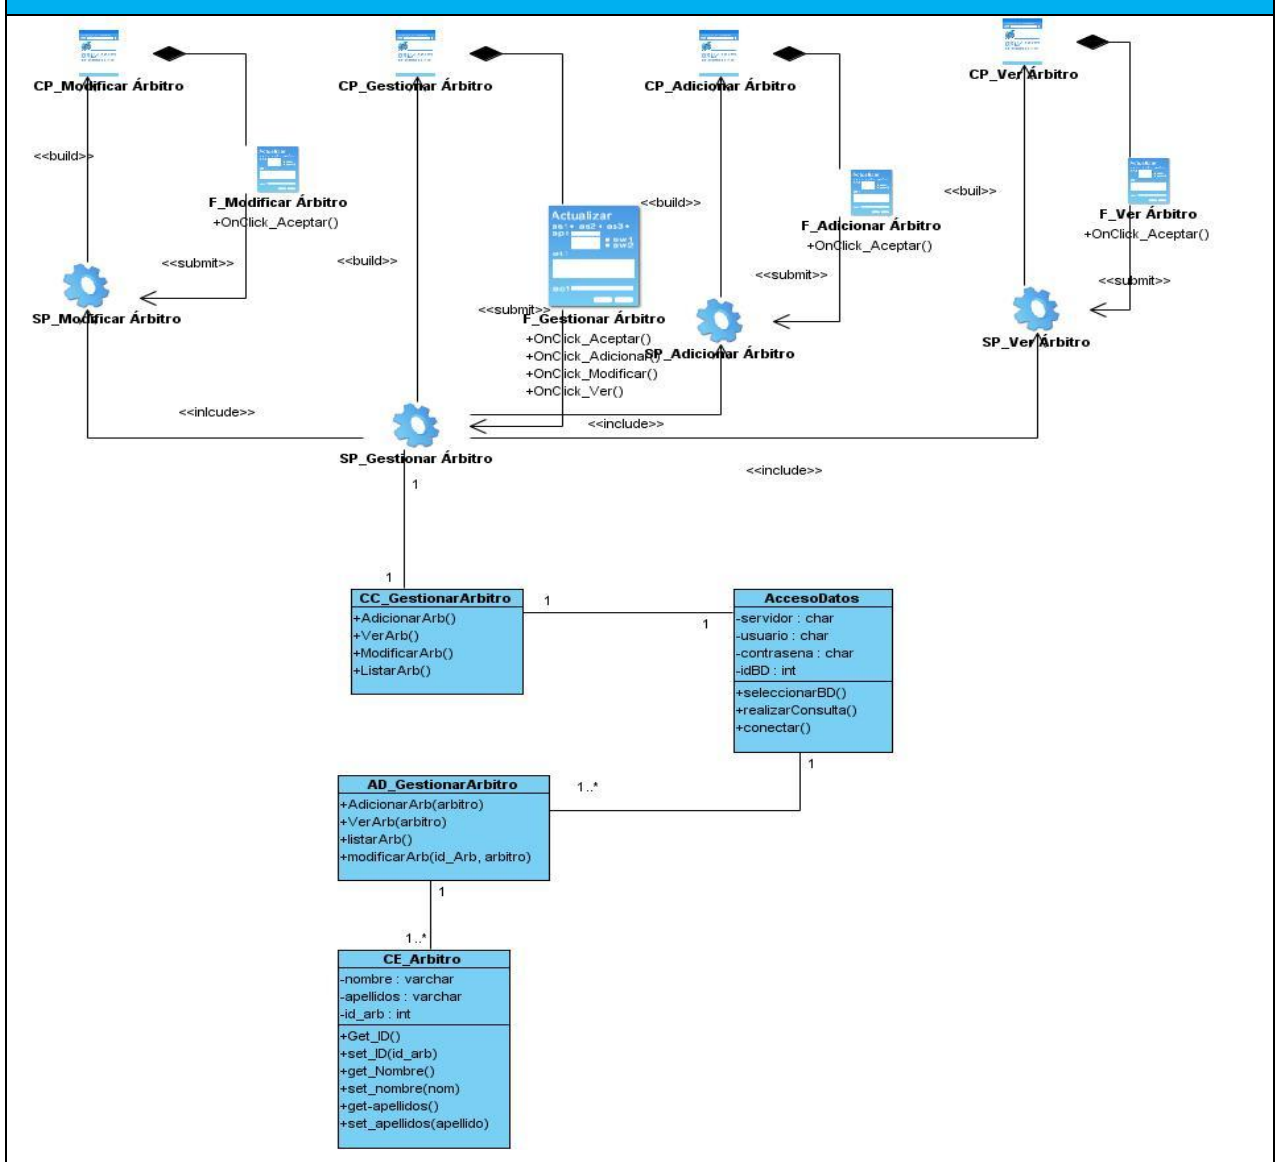 CP_Modificar Árbitro
CP_Gestionar Árbitro
CP_Adicionar Árbitro
CP_Ver Árbitro
<<build>>
F_Modificar Árbitro
+OnClick_Aceptar()
<<submit>>
SP_Modificar Árbitro
<<build>>
Actualizar
<<submit>>
F_Gestionar Árbitro
+OnClick_Aceptar()
+OnClick_Adicionar()
+OnClick_Modificar()
+OnClick_Ver()
<<build>>
F_Adicionar Árbitro
+OnClick_Aceptar()
<<submit>>
SP_Adicionar Árbitro
<<buil>>
F_Ver Árbitro
+OnClick_Aceptar()
<<submit>>
SP_Ver Árbitro
<<inlcude>>
<<include>>
<<include>>
SP_Gestionar Árbitro
1
1
CC_GestionarArbitro
+AdicionarArb()
+VerArb()
+ModificarArb()
+ListarArb()
1
1
AccesoDatos
-servidor : char
-usuario : char
-contrasena : char
-idBD : int
+seleccionarBD()
+realizarConsulta()
+conectar()
1
1..*
AD_GestionarArbitro
+AdicionarArb(arbitro)
+VerArb(arbitro)
+listarArb()
+modificarArb(id_Arb, arbitro)
1
1..*
CE_Arbitro
-nombre : varchar
-apellidos : varchar
-id_arb : int
+Get_ID()
+set_ID(id_arb)
+get_Nombre()
+set_nombre(nom)
+get-apellidos()
+set_apellidos(apellido)